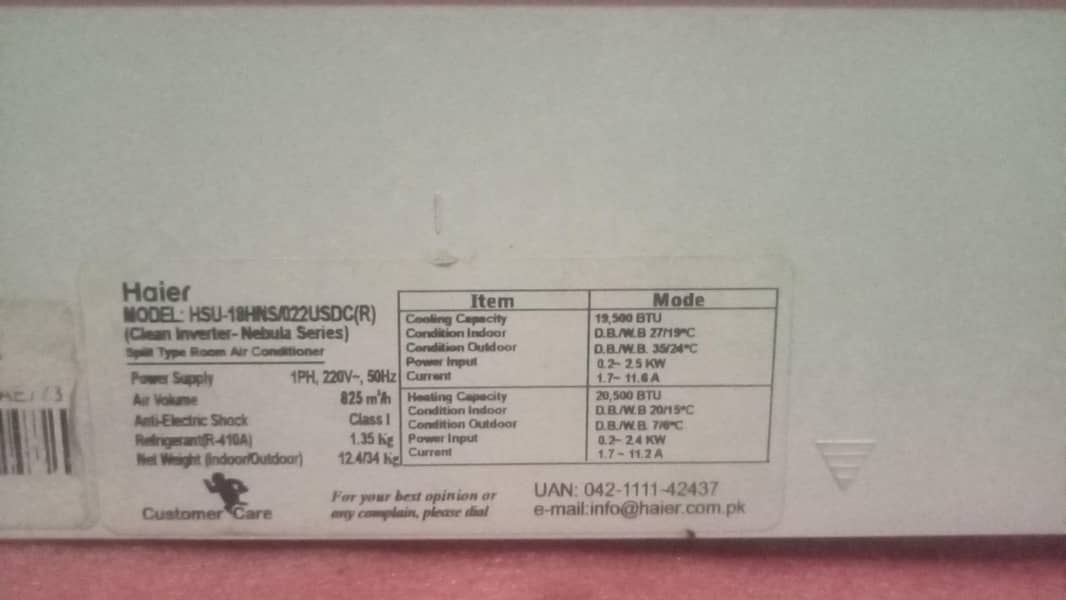 Haier
MODEL: HSU-18HNS/022USDC(R)
(Clean Inverter- Nebula Series)
Split Type Room Air Conditioner
Power Supply 1PH, 220V~, 50Hz
Air Volume 825 m³/h
Anti-Electric Shock Class I
Refrigerant(R-410A) 1.35 Kg
Net Weight (Indoor/Outdoor) 12.4/34 Kg
Item Mode
Cooling Capacity 19,500 BTU
Condition Indoor D.B./W.B 27/19°C
Condition Outdoor D.B./W.B. 35/24°C
Power Input 0.2~ 2.5 KW
Current 1.7~ 11.6 A
Heating Capacity 20,500 BTU
Condition Indoor D.B./W.B 20/15°C
Condition Outdoor D.B./W.B. 7/6°C
Power Input 0.2~ 2.4 KW
Current 1.7 ~ 11.2 A
Customer Care
For your best opinion or
any complain, please dial
UAN: 042-1111-42437
e-mail:info@haier.com.pk